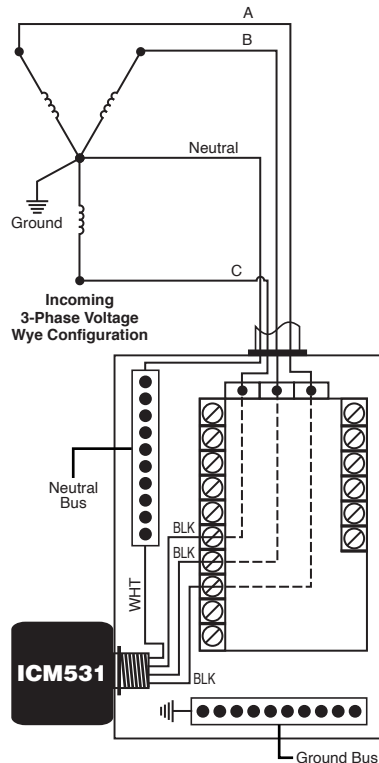 A
B
Neutral
Ground
C
Incoming
3-Phase Voltage
Wye Configuration
Neutral
Bus
BLK
BLK
WHT
ICM531
BLK
Ground Bus